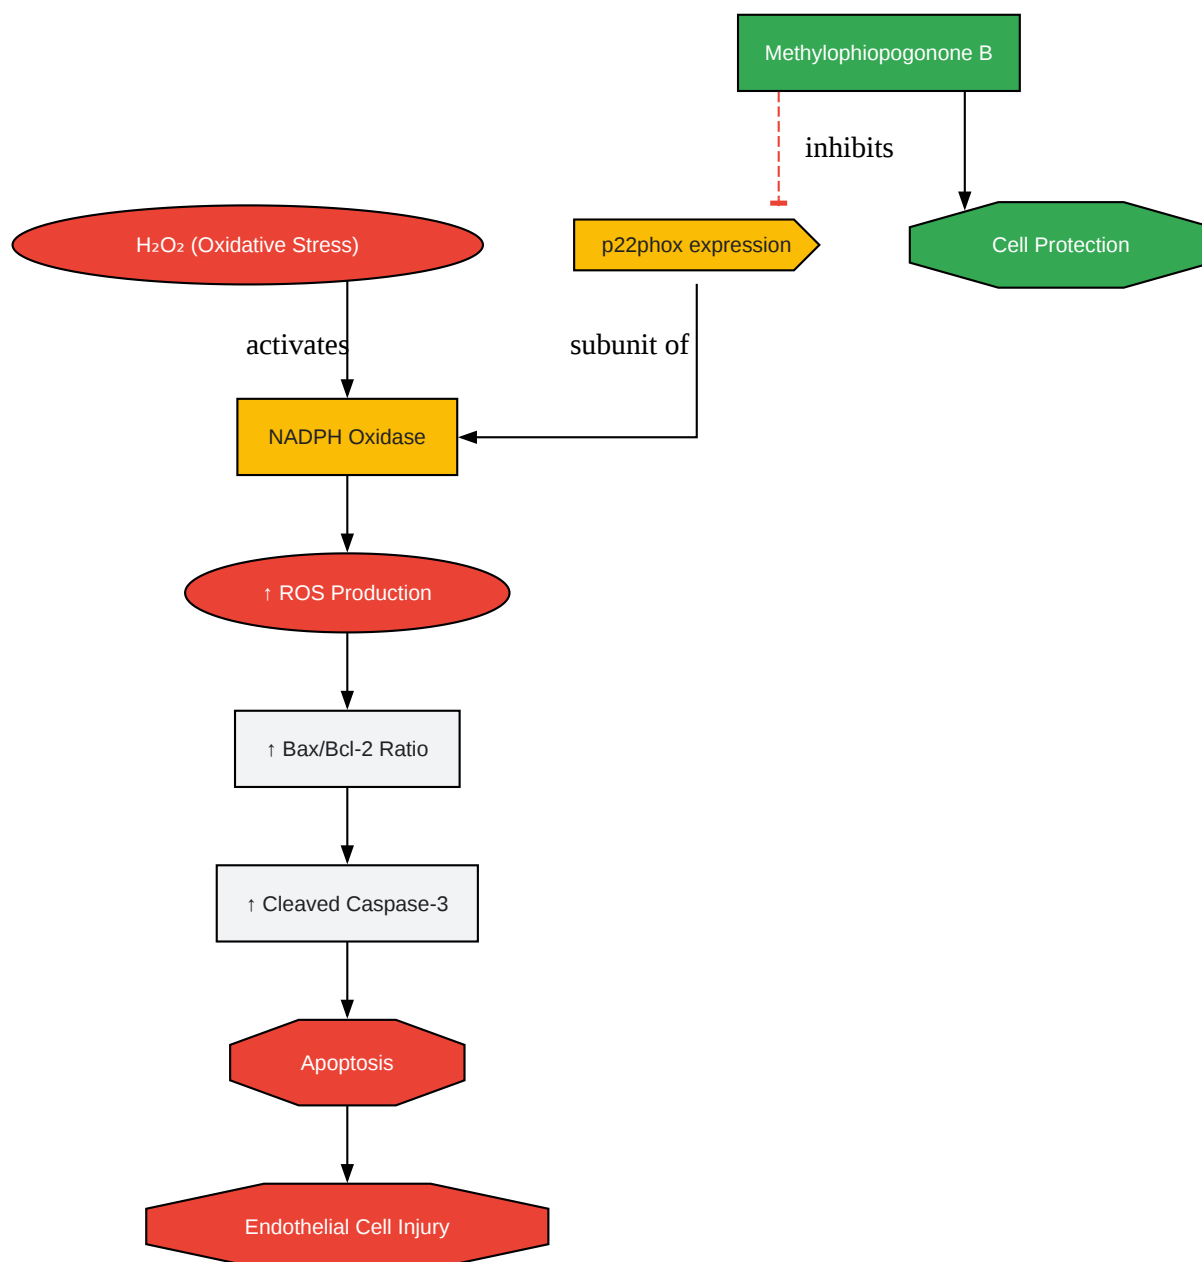 Methylophiopogonone B
inhibits
H₂O₂ (Oxidative Stress)
p22phox expression
Cell Protection
activates
subunit of
NADPH Oxidase
↑ ROS Production
↑ Bax/Bcl-2 Ratio
↑ Cleaved Caspase-3
Apoptosis
Endothelial Cell Injury